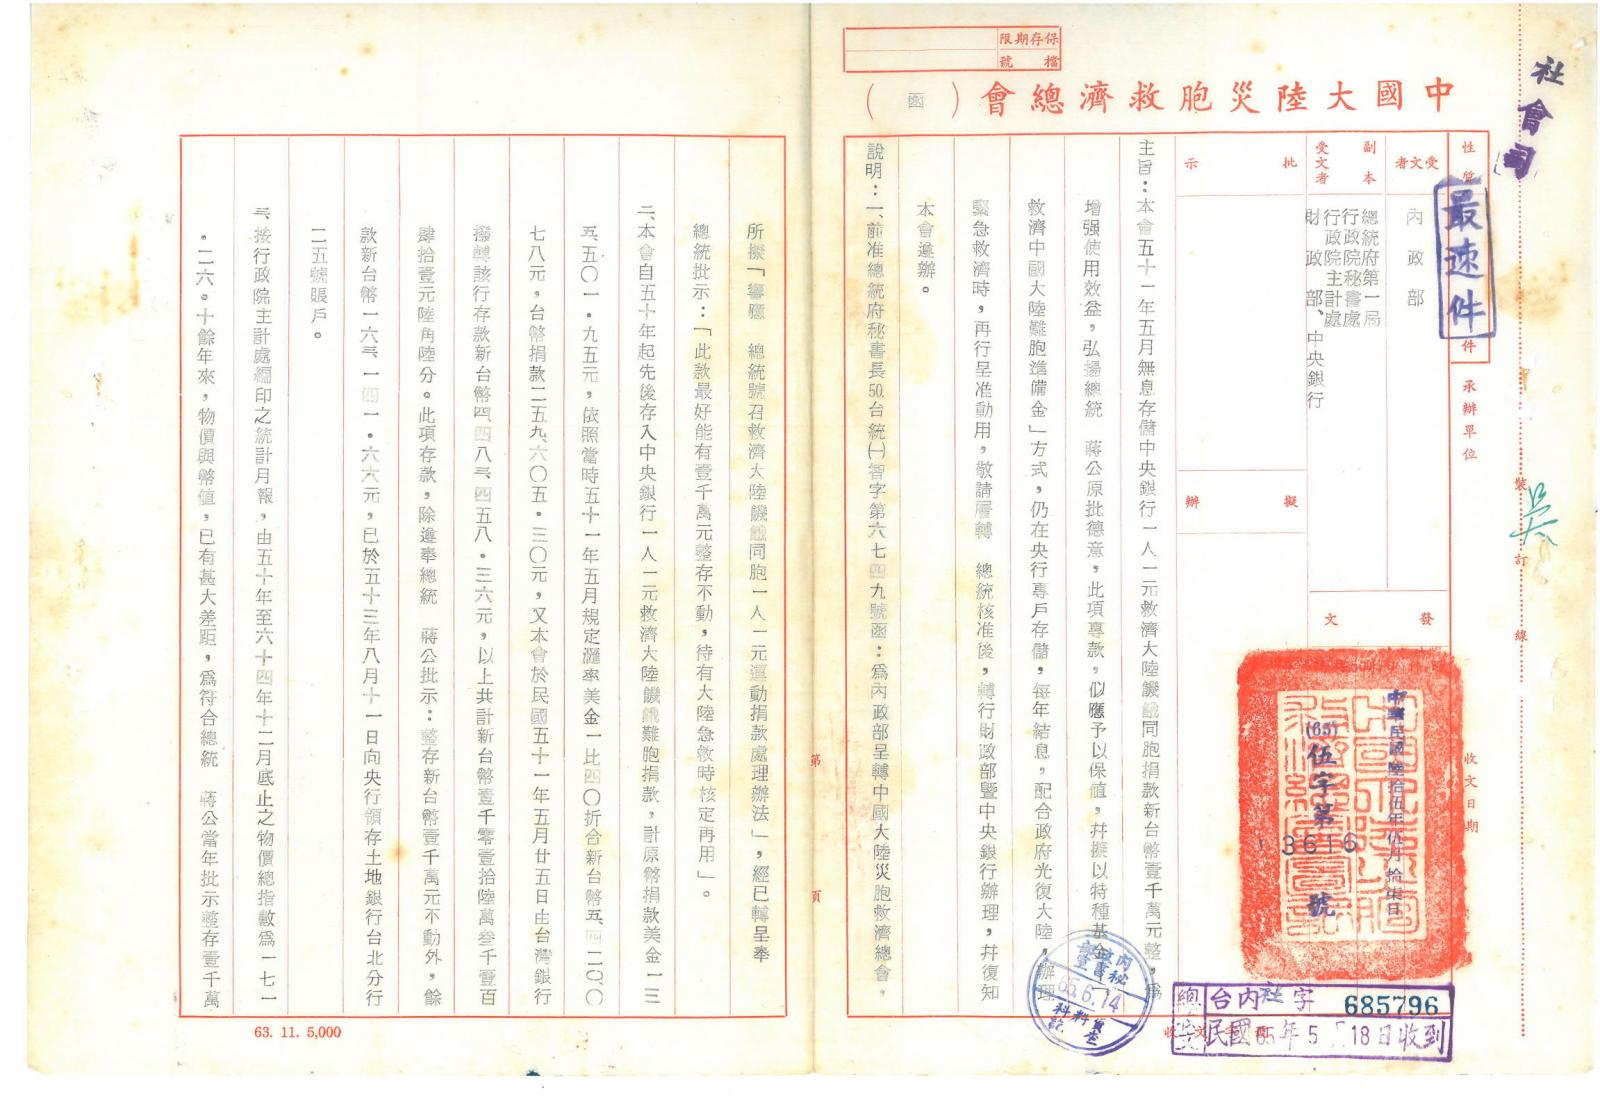 保存期限
檔號
中國大陸災胞救濟總會（函）
社會司
性質
最速件
件
承辦單位
裝
訂
線
收文日期
受文者
內政部
副本受文者
總統府第一局
行政院秘書處
行政院主計處
財政部、中央銀行
批示
擬辦
發文
中華民國陸拾伍年伍月拾柒日
(65)伍字第
3616
號
主旨：本會五十一年五月無息存儲中央銀行一人一元救濟大陸饑餓同胞捐款新台幣壹千萬元整，爲
增强使用效益，弘揚總統　蔣公原批德意，此項專款，似應予以保值，并擬以特種基金「
救濟中國大陸難胞準備金」方式，仍在央行專戶存儲，每年結息，配合政府光復大陸，辦理
緊急救濟時，再行呈准動用，敬請層轉　總統核准後，轉行財政部暨中央銀行辦理，幷復知
本會遵辦。
說明：一、前准總統府秘書長50.台統㈠智字第六七四九號函：爲內政部呈轉中國大陸災胞救濟總會，
第　頁
所擬「響應　總統號召救濟大陸饑餓同胞一人一元運動捐款處理辦法」，經已轉呈奉
總統批示：「此款最好能有壹千萬元整存不動，待有大陸急救時核定再用」。
二、本會自五十年起先後存入中央銀行一人一元救濟大陸饑餓難胞捐款，計原幣捐款美金一三
五、五〇一・九五元，依照當時五十一年五月規定滙率美金一比四〇折合新台幣五、四二〇、〇
七八元，台幣捐款二五九、六〇五・三〇元，又本會於民國五十一年五月廿五日由台灣銀行
撥轉該行存款新台幣四、四八三、四五八・三六元，以上共計新台幣壹千零壹拾陸萬叁千壹百
肆拾壹元陸角陸分。此項存款，除遵奉總統　蔣公批示：整存新台幣壹千萬元不動外，餘
款新台幣一六三、一四一・六六元，已於五十三年八月十一日向央行領存土地銀行台北分行
二二五號賬戶。
三、按行政院主計處編印之統計月報，由五十年至六十四年十二月底止之物價總指數爲一七一
・二六。十餘年來，物價與幣值，已有甚大差距，爲符合總統　蔣公當年批示整存壹千萬
63. 11. 5,000
內政部秘書室
65.6.14
資料登記科
台內社字 685796
民國65年5月18日收到